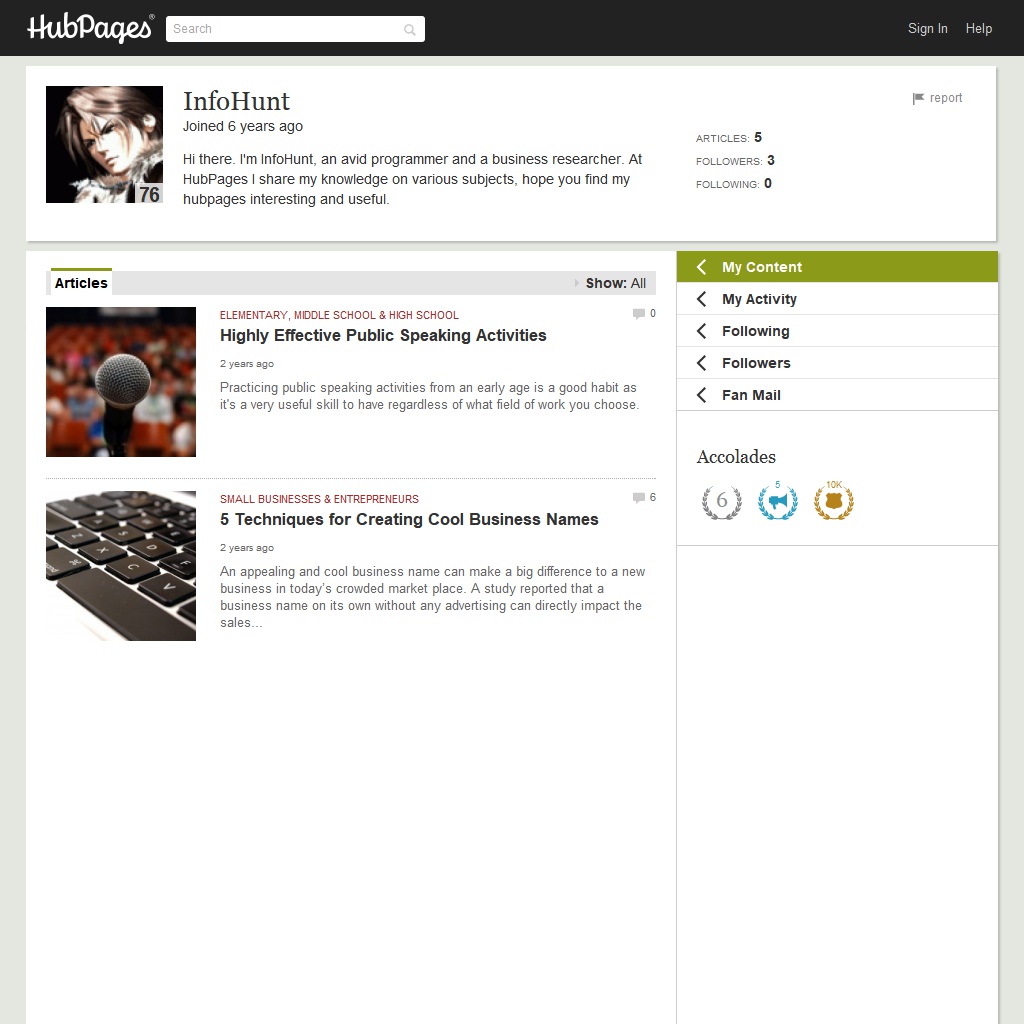 HubPages®
Search
Sign In
Help
76
InfoHunt
Joined 6 years ago
Hi there. I'm InfoHunt, an avid programmer and a business researcher. At
HubPages I share my knowledge on various subjects, hope you find my
hubpages interesting and useful.
report
ARTICLES: 5
FOLLOWERS: 3
FOLLOWING: 0
Articles
Show: All
ELEMENTARY, MIDDLE SCHOOL & HIGH SCHOOL
0
Highly Effective Public Speaking Activities
2 years ago
Practicing public speaking activities from an early age is a good habit as
it's a very useful skill to have regardless of what field of work you choose.
SMALL BUSINESSES & ENTREPRENEURS
6
5 Techniques for Creating Cool Business Names
2 years ago
An appealing and cool business name can make a big difference to a new
business in today's crowded market place. A study reported that a
business name on its own without any advertising can directly impact the
sales...
My Content
My Activity
Following
Followers
Fan Mail
Accolades
6
5
10K